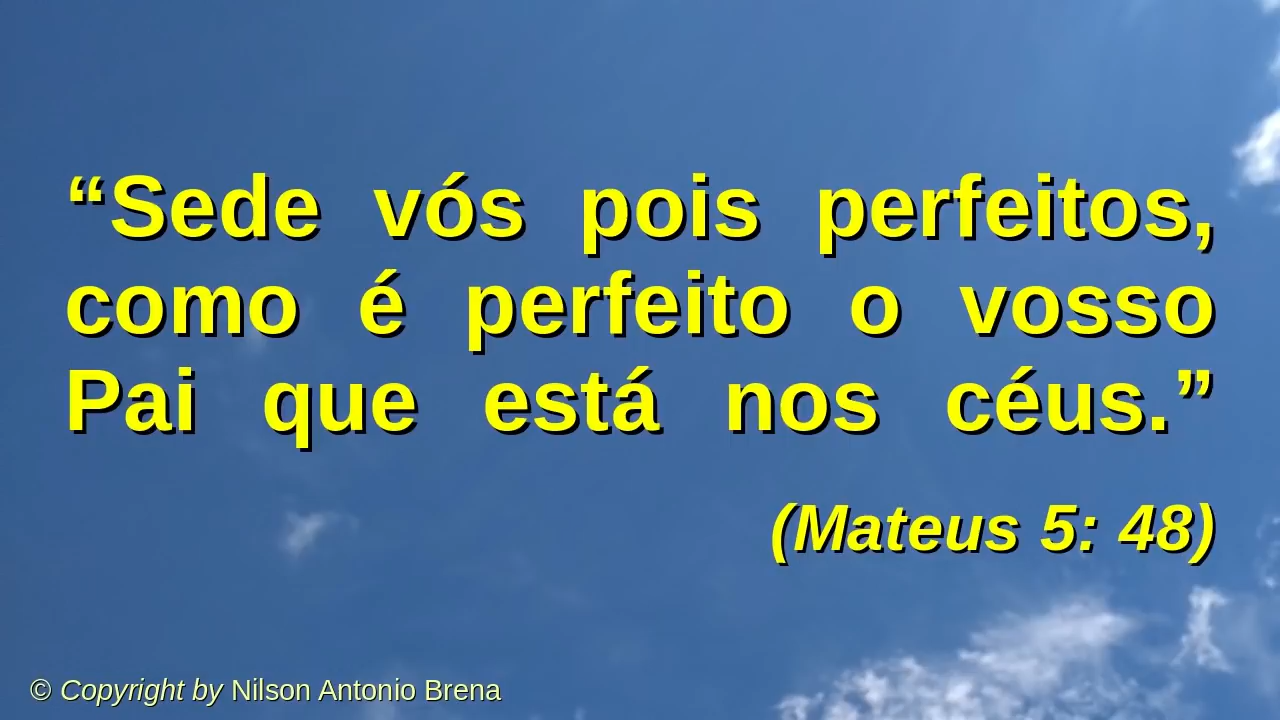 “Sede vós pois perfeitos,
como é perfeito o vosso
Pai que está nos céus.”
(Mateus 5: 48)
© Copyright by Nilson Antonio Brena